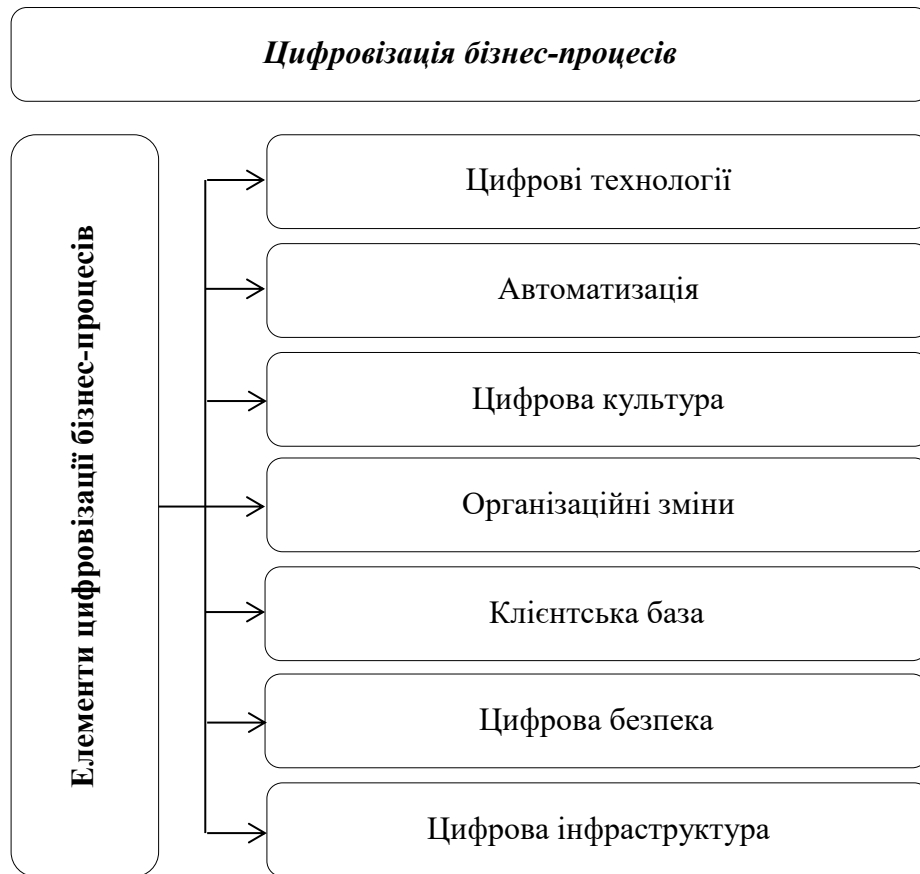 Цифровізація бізнес-процесів
Елементи цифровізації бізнес-процесів
Цифрові технології
Автоматизація
Цифрова культура
Організаційні зміни
Клієнтська база
Цифрова безпека
Цифрова інфраструктура